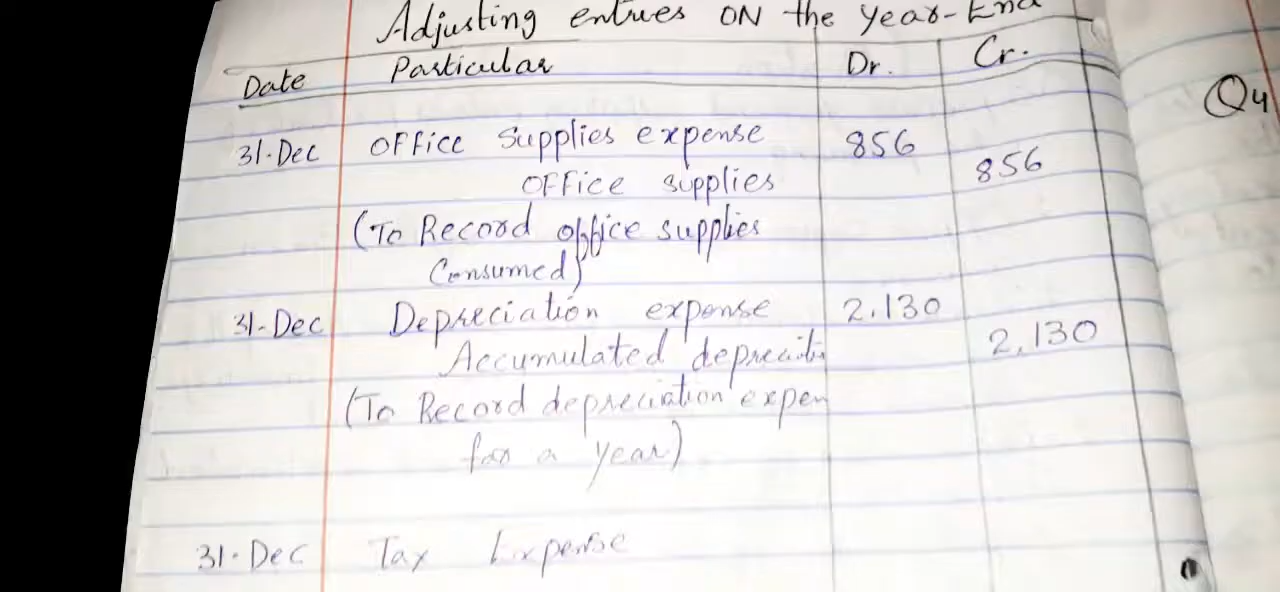 Adjusting entries ON the Year-End
Date Particular Dr. Cr.
Q4
31.Dec Office Supplies expense 856
Office supplies 856
(To Record office supplies
Consumed)
31-Dec Depreciation expense 2,130
Accumulated depreciatio 2,130
(To Record depreciation expen
for a year)
31-Dec Tax Expense